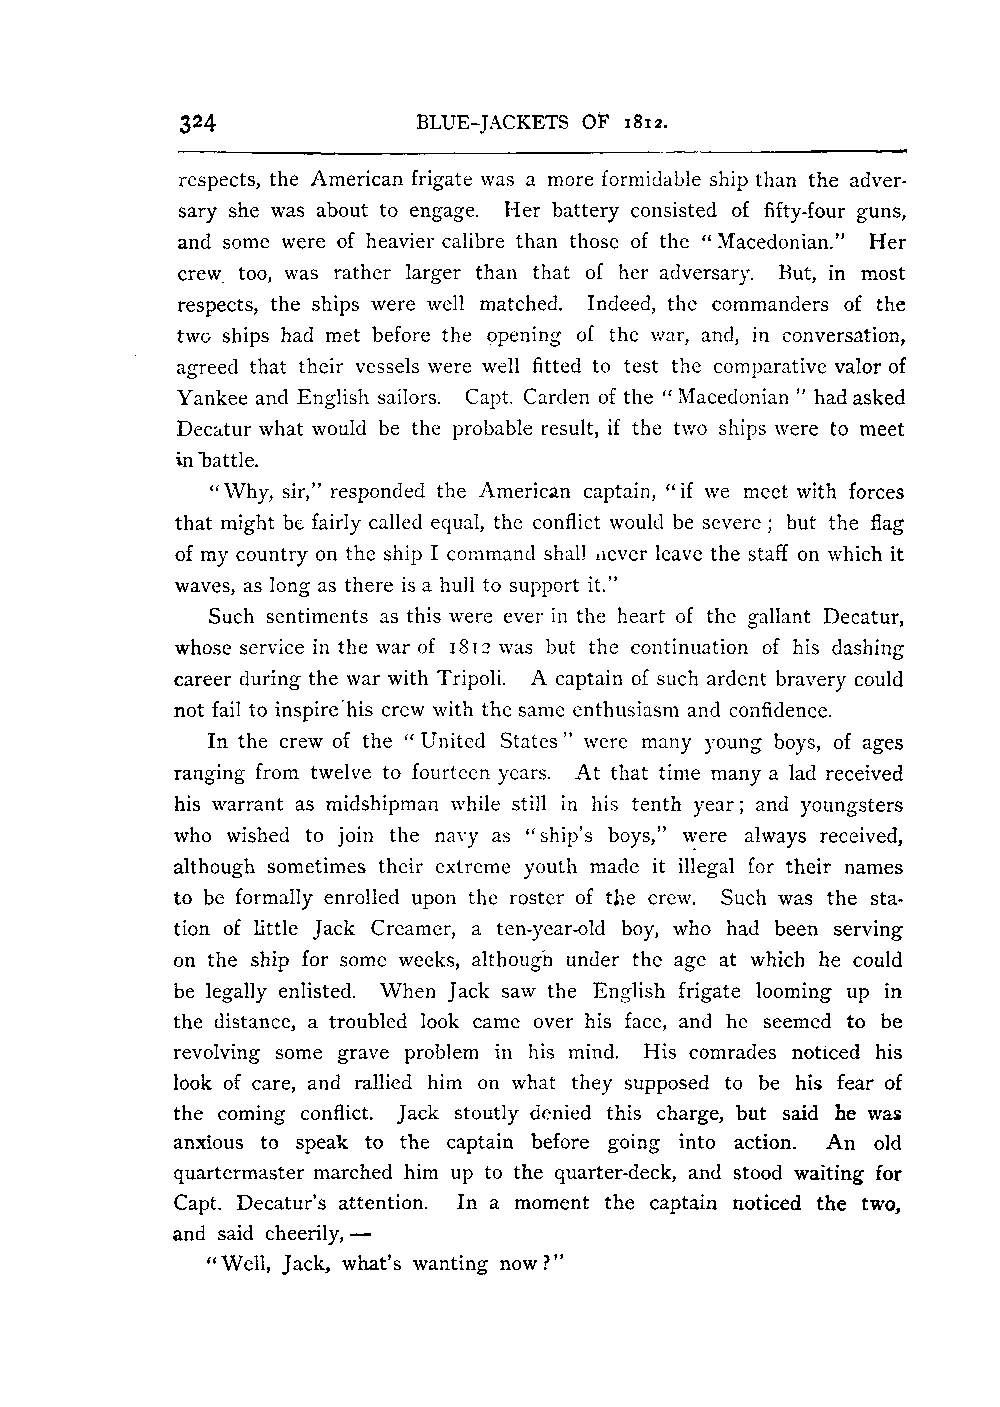 324 BLUE-JACKETS OF 1812.
respects, the American frigate was a more formidable ship than the adver-
sary she was about to engage. Her battery consisted of fifty-four guns,
and some were of heavier calibre than those of the “Macedonian.” Her
crew, too, was rather larger than that of her adversary. But, in most
respects, the ships were well matched. Indeed, the commanders of the
two ships had met before the opening of the war, and, in conversation,
agreed that their vessels were well fitted to test the comparative valor of
Yankee and English sailors. Capt. Carden of the “Macedonian” had asked
Decatur what would be the probable result, if the two ships were to meet
in battle.
“Why, sir,” responded the American captain, “if we meet with forces
that might be fairly called equal, the conflict would be severe; but the flag
of my country on the ship I command shall never leave the staff on which it
waves, as long as there is a hull to support it.”
Such sentiments as this were ever in the heart of the gallant Decatur,
whose service in the war of 1812 was but the continuation of his dashing
career during the war with Tripoli. A captain of such ardent bravery could
not fail to inspire his crew with the same enthusiasm and confidence.
In the crew of the “United States” were many young boys, of ages
ranging from twelve to fourteen years. At that time many a lad received
his warrant as midshipman while still in his tenth year; and youngsters
who wished to join the navy as “ship's boys,” were always received,
although sometimes their extreme youth made it illegal for their names
to be formally enrolled upon the roster of the crew. Such was the sta-
tion of little Jack Creamer, a ten-year-old boy, who had been serving
on the ship for some weeks, although under the age at which he could
be legally enlisted. When Jack saw the English frigate looming up in
the distance, a troubled look came over his face, and he seemed to be
revolving some grave problem in his mind. His comrades noticed his
look of care, and rallied him on what they supposed to be his fear of
the coming conflict. Jack stoutly denied this charge, but said he was
anxious to speak to the captain before going into action. An old
quartermaster marched him up to the quarter-deck, and stood waiting for
Capt. Decatur's attention. In a moment the captain noticed the two,
and said cheerily, —
“Well, Jack, what's wanting now?”